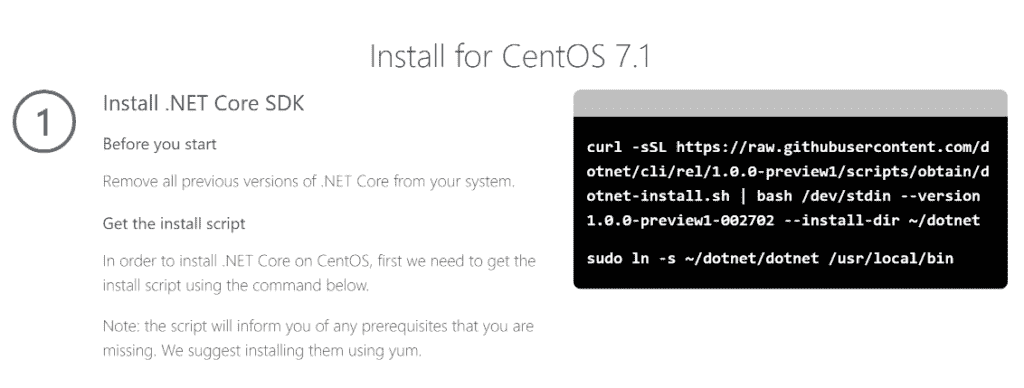 Install for CentOS 7.1
1
Install .NET Core SDK
Before you start
Remove all previous versions of .NET Core from your system.
Get the install script
In order to install .NET Core on CentOS, first we need to get the
install script using the command below.
Note: the script will inform you of any prerequisites that you are
missing. We suggest installing them using yum.
curl -sSL https://raw.githubusercontent.com/d
otnet/cli/rel/1.0.0-preview1/scripts/obtain/d
otnet-install.sh | bash /dev/stdin --version
1.0.0-preview1-002702 --install-dir ~/dotnet
sudo ln -s ~/dotnet/dotnet /usr/local/bin